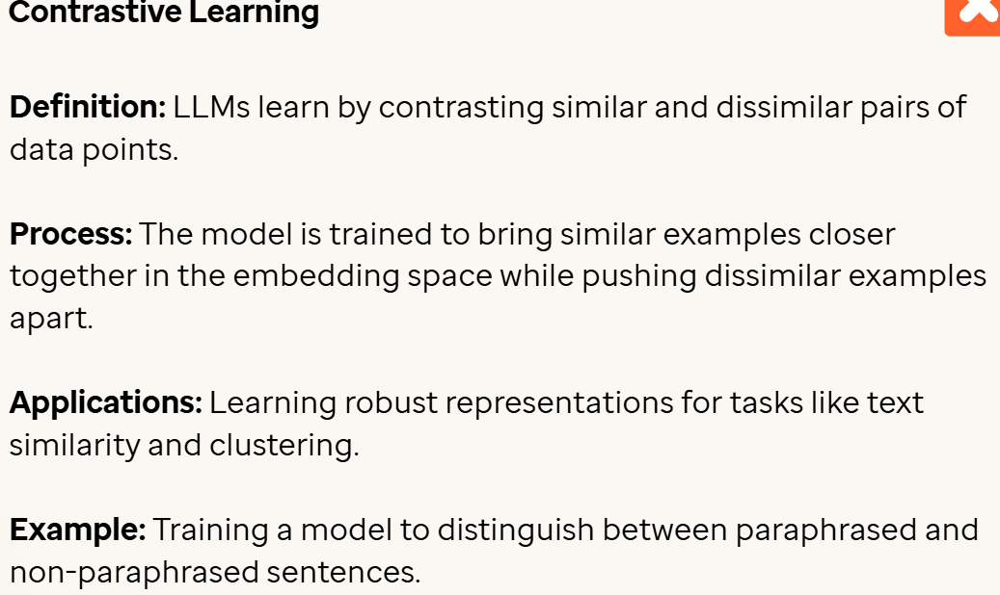 Contrastive Learning
Definition: LLMs learn by contrasting similar and dissimilar pairs of
data points.
Process: The model is trained to bring similar examples closer
together in the embedding space while pushing dissimilar examples
apart.
Applications: Learning robust representations for tasks like text
similarity and clustering.
Example: Training a model to distinguish between paraphrased and
non-paraphrased sentences.